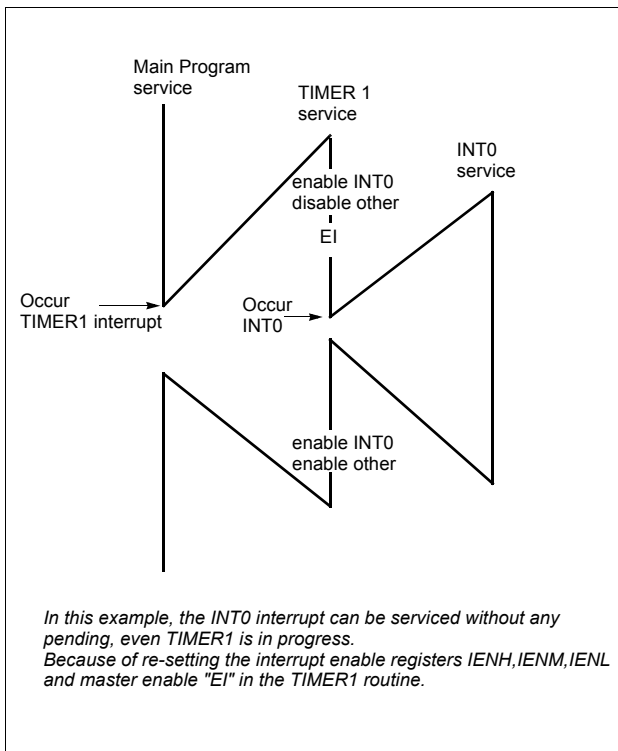 Main Program
service
TIMER 1
service
INT0
service
enable INT0
disable other
EI
Occur
TIMER1 interrupt
Occur
INT0
enable INT0
enable other
In this example, the INT0 interrupt can be serviced without any
pending, even TIMER1 is in progress.
Because of re-setting the interrupt enable registers IENH,IENM,IENL
and master enable "EI" in the TIMER1 routine.